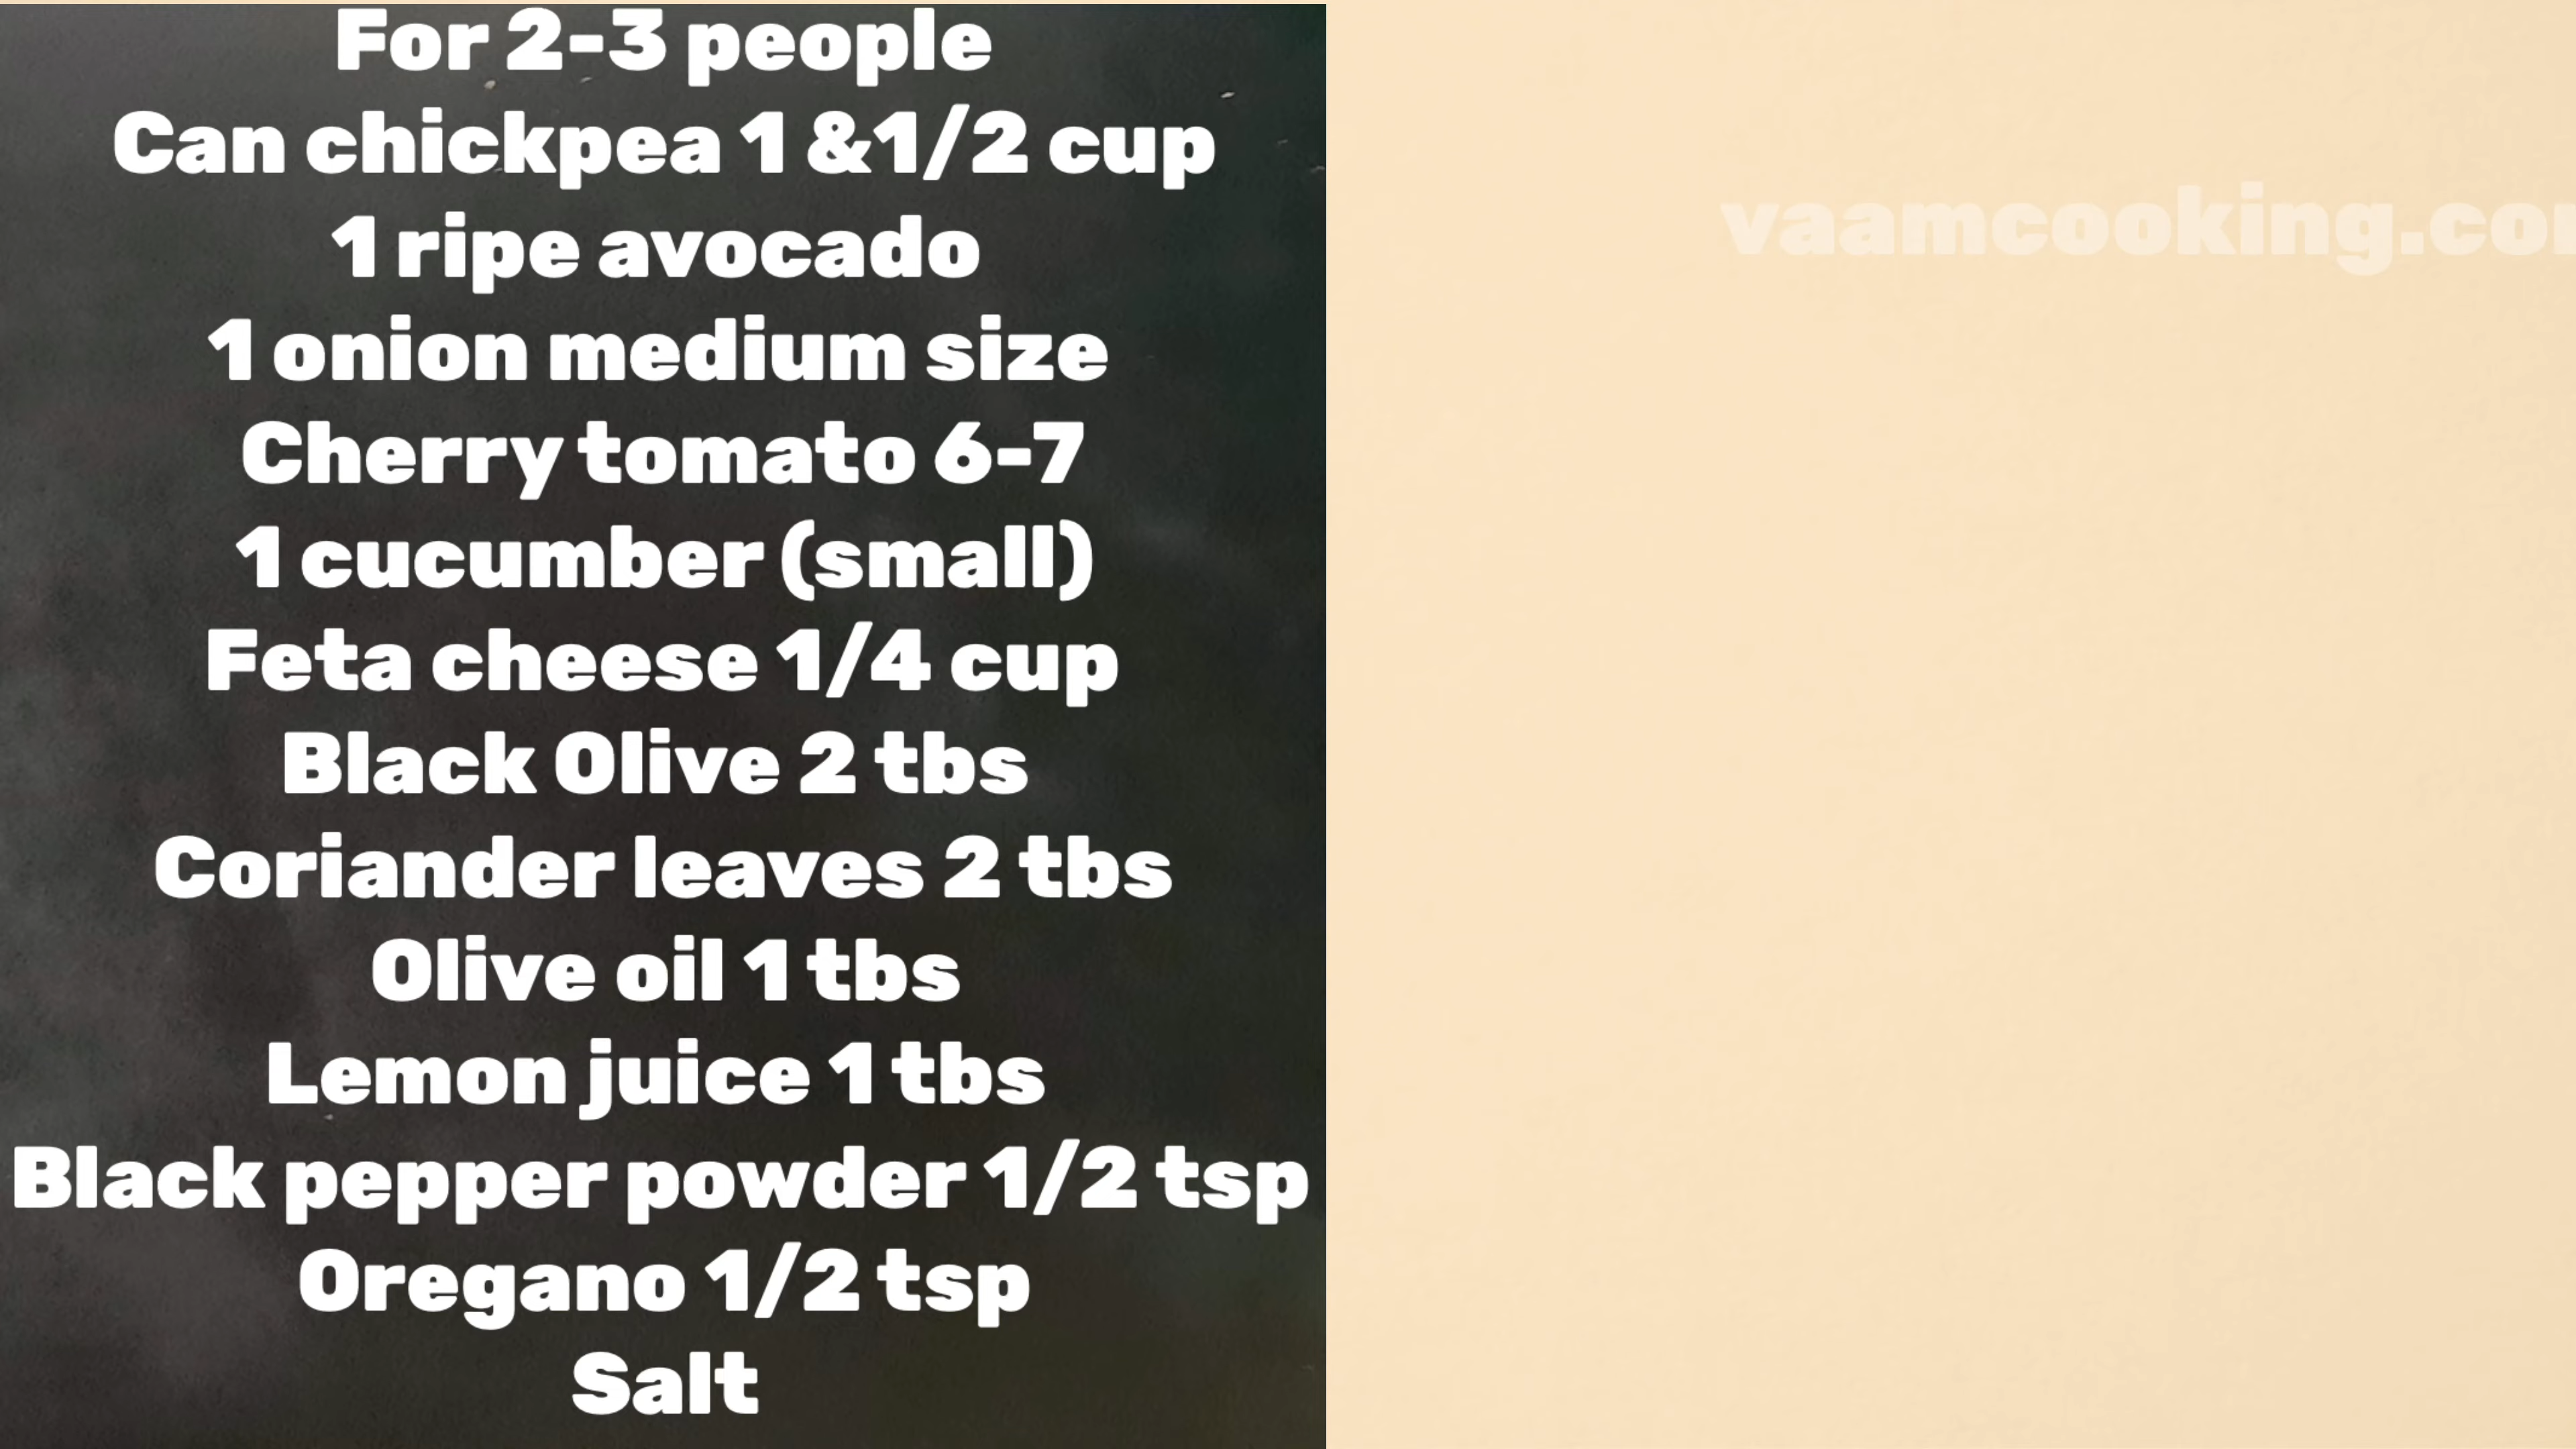 For 2-3 people
Can chickpea 1 &1/2 cup
1 ripe avocado
1 onion medium size
Cherry tomato 6-7
1 cucumber (small)
Feta cheese 1/4 cup
Black Olive 2 tbs
Coriander leaves 2 tbs
Olive oil 1 tbs
Lemon juice 1 tbs
Black pepper powder 1/2 tsp
Oregano 1/2 tsp
Salt
vaamcooking.co